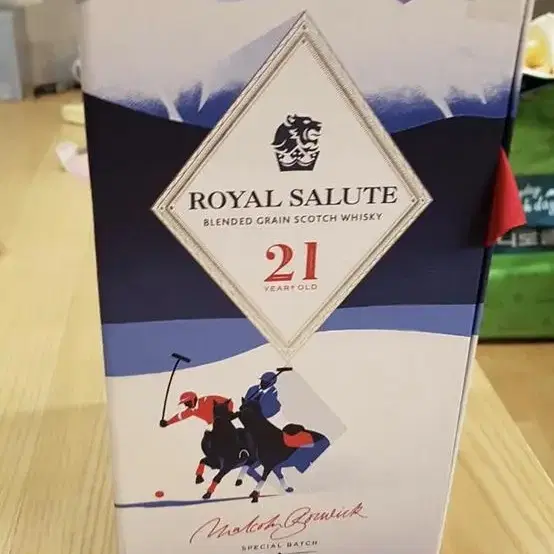 ROYAL SALUTE
BLENDED GRAIN SCOTCH WHISKY
21
YEAR OLD
Malcolm Borwick
SPECIAL BATCH